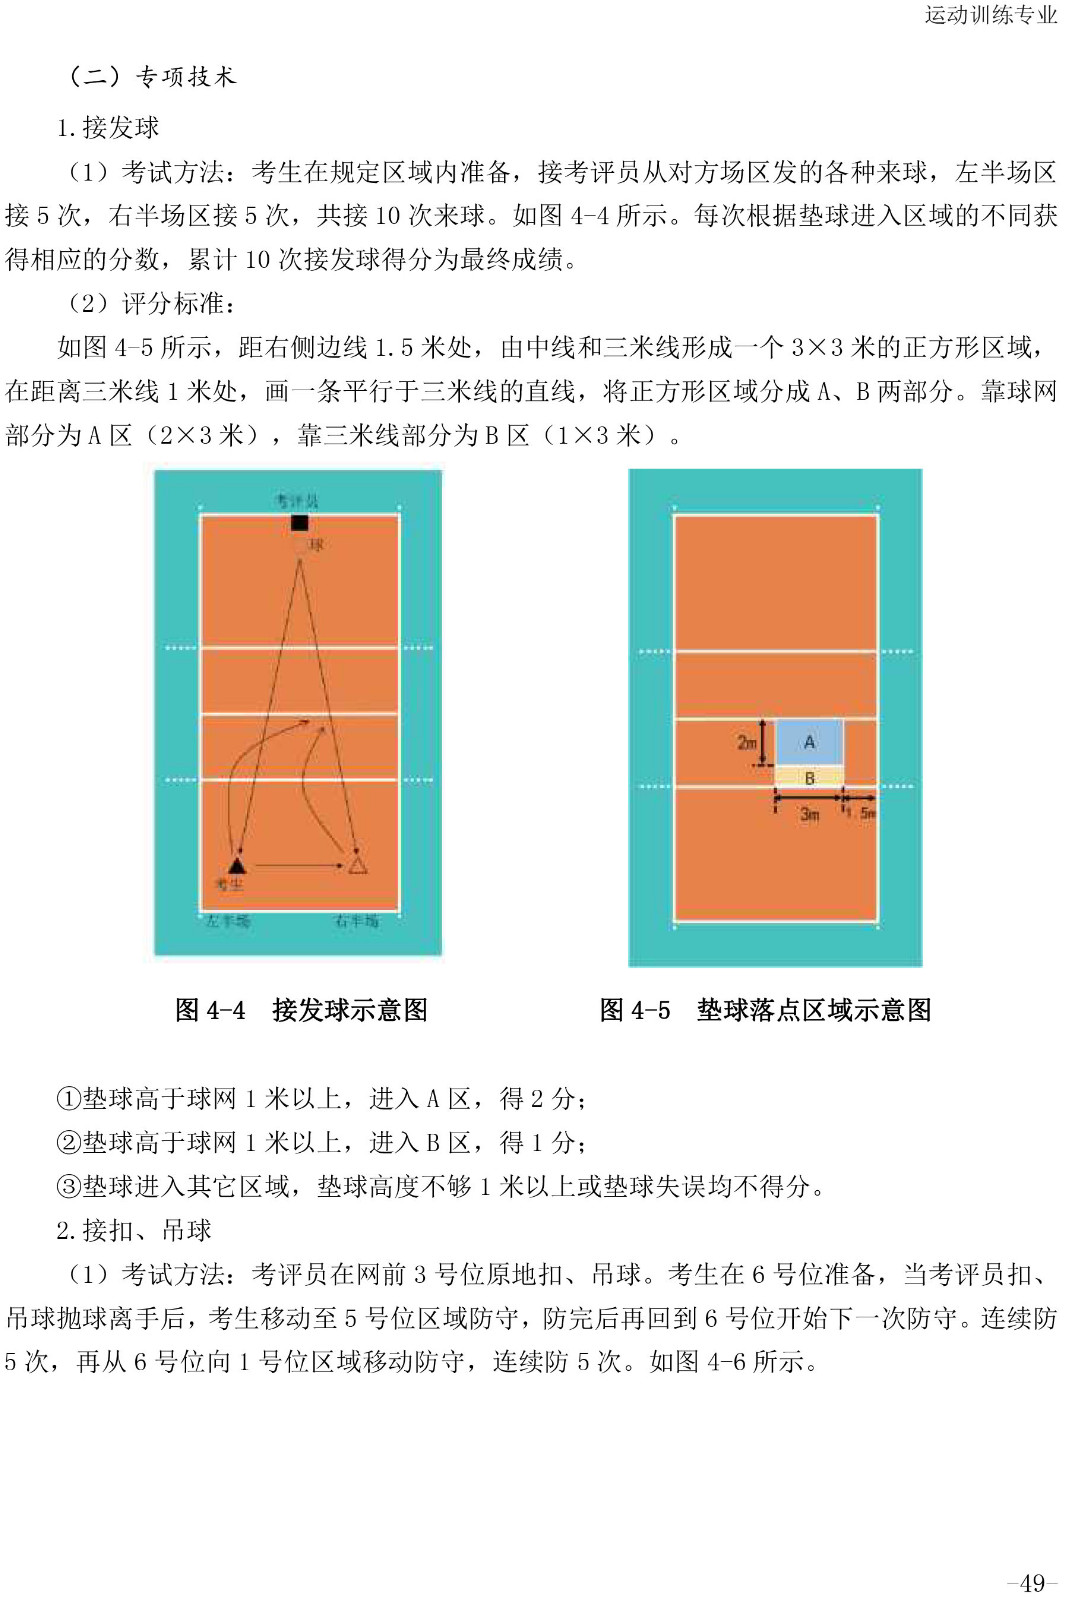 运动训练专业
（二）专项技术
1.接发球
（1）考试方法：考生在规定区域内准备，接考评员从对方场区发的各种来球，左半场区
接 5 次，右半场区接 5 次，共接 10 次来球。如图 4-4 所示。每次根据垫球进入区域的不同获
得相应的分数，累计 10 次接发球得分为最终成绩。
（2）评分标准：
如图 4-5 所示，距右侧边线 1.5 米处，由中线和三米线形成一个 3×3 米的正方形区域，
在距离三米线 1 米处，画一条平行于三米线的直线，将正方形区域分成 A、B 两部分。靠球网
部分为 A 区（2×3 米），靠三米线部分为 B 区（1×3 米）。
考评员
球
考生
左半场
右半场
2m
A
B
3m
1.5m
图 4-4 接发球示意图
图 4-5 垫球落点区域示意图
①垫球高于球网 1 米以上，进入 A 区，得 2 分；
②垫球高于球网 1 米以上，进入 B 区，得 1 分；
③垫球进入其它区域，垫球高度不够 1 米以上或垫球失误均不得分。
2.接扣、吊球
（1）考试方法：考评员在网前 3 号位原地扣、吊球。考生在 6 号位准备，当考评员扣、
吊球抛球离手后，考生移动至 5 号位区域防守，防完后再回到 6 号位开始下一次防守。连续防
5 次，再从 6 号位向 1 号位区域移动防守，连续防 5 次。如图 4-6 所示。
-49-